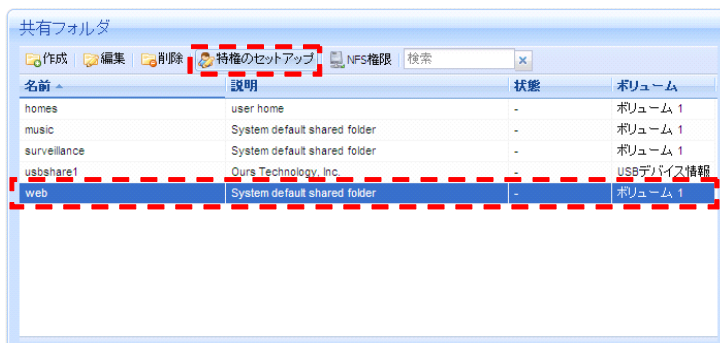 共有フォルダ
作成 編集 削除 特権のセットアップ NFS権限 検索
名前 説明 状態 ボリューム
homes user home - ボリューム 1
music System default shared folder - ボリューム 1
surveillance System default shared folder - ボリューム 1
usbshare1 Ours Technology, Inc. - USBデバイス情報
web System default shared folder - ボリューム 1